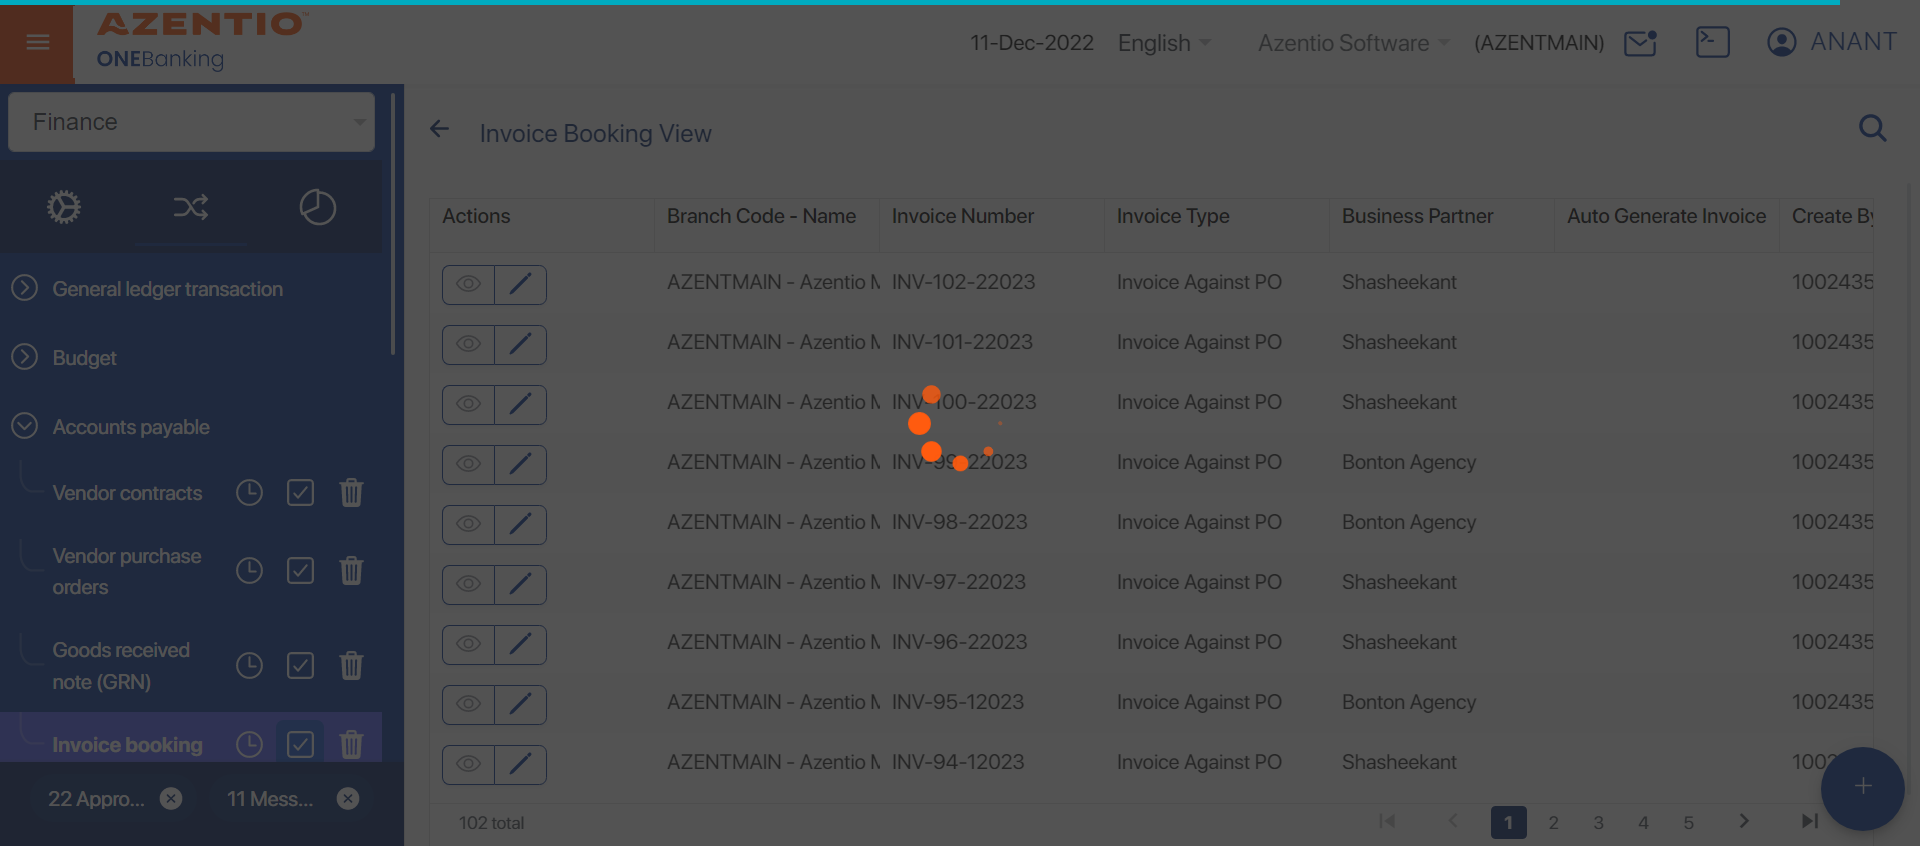 AZENTIO
ONEBanking
11-Dec-2022
English
Azentio Software
(AZENTMAIN)
ANANT
Finance
General ledger transaction
Budget
Accounts payable
Vendor contracts
Vendor purchase
orders
Goods received
note (GRN)
Invoice booking
22 Appro...
11 Mess...
Invoice Booking View
Actions Branch Code - Name Invoice Number Invoice Type Business Partner Auto Generate Invoice Create By
AZENTMAIN - Azentio M INV-102-22023 Invoice Against PO Shasheekant 1002435
AZENTMAIN - Azentio M INV-101-22023 Invoice Against PO Shasheekant 1002435
AZENTMAIN - Azentio M INV-100-22023 Invoice Against PO Shasheekant 1002435
AZENTMAIN - Azentio M INV-99-22023 Invoice Against PO Bonton Agency 1002435
AZENTMAIN - Azentio M INV-98-22023 Invoice Against PO Bonton Agency 1002435
AZENTMAIN - Azentio M INV-97-22023 Invoice Against PO Shasheekant 1002435
AZENTMAIN - Azentio M INV-96-22023 Invoice Against PO Shasheekant 1002435
AZENTMAIN - Azentio M INV-95-12023 Invoice Against PO Bonton Agency 1002435
AZENTMAIN - Azentio M INV-94-12023 Invoice Against PO Shasheekant 100
102 total
1 2 3 4 5